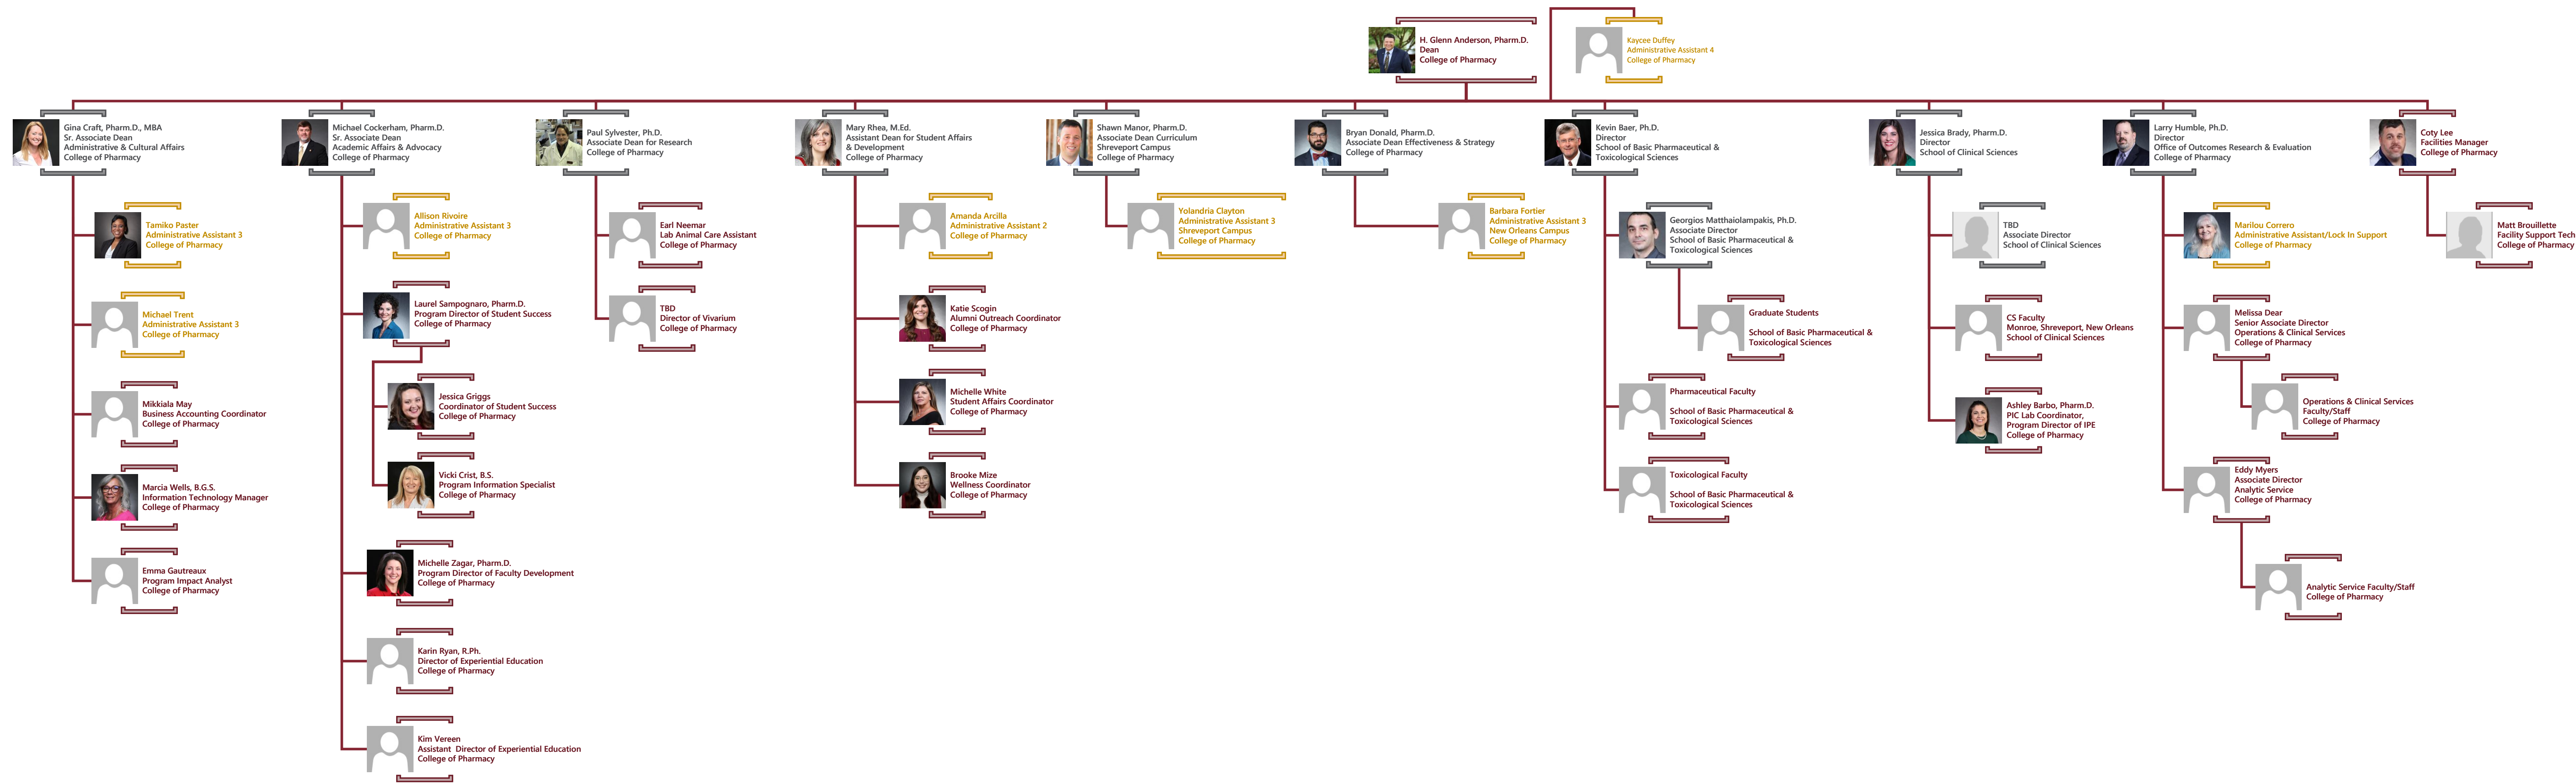 H. Glenn Anderson, Pharm.D.
Dean
College of Pharmacy
Kaycee Duffey
Administrative Assistant 4
College of Pharmacy
Gina Craft, Pharm.D., MBA
Sr. Associate Dean
Administrative & Cultural Affairs
College of Pharmacy
Tamiko Paster
Administrative Assistant 3
College of Pharmacy
Michael Trent
Administrative Assistant 3
College of Pharmacy
Mikkiala May
Business Accounting Coordinator
College of Pharmacy
Marcia Wells, B.G.S.
Information Technology Manager
College of Pharmacy
Emma Gautreaux
Program Impact Analyst
College of Pharmacy
Michael Cockerham, Pharm.D.
Sr. Associate Dean
Academic Affairs & Advocacy
College of Pharmacy
Allison Rivoire
Administrative Assistant 3
College of Pharmacy
Laurel Sampognaro, Pharm.D.
Program Director of Student Success
College of Pharmacy
Jessica Griggs
Coordinator of Student Success
College of Pharmacy
Vicki Crist, B.S.
Program Information Specialist
College of Pharmacy
Michelle Zagar, Pharm.D.
Program Director of Faculty Development
College of Pharmacy
Karin Ryan, R.Ph.
Director of Experiential Education
College of Pharmacy
Kim Vereen
Assistant Director of Experiential Education
College of Pharmacy
Paul Sylvester, Ph.D.
Associate Dean for Research
College of Pharmacy
Earl Neemar
Lab Animal Care Assistant
College of Pharmacy
TBD
Director of Vivarium
College of Pharmacy
Mary Rhea, M.Ed.
Assistant Dean for Student Affairs
& Development
College of Pharmacy
Amanda Arcilla
Administrative Assistant 2
College of Pharmacy
Katie Scogin
Alumni Outreach Coordinator
College of Pharmacy
Michelle White
Student Affairs Coordinator
College of Pharmacy
Brooke Mize
Wellness Coordinator
College of Pharmacy
Shawn Manor, Pharm.D.
Associate Dean Curriculum
Shreveport Campus
College of Pharmacy
Yolandria Clayton
Administrative Assistant 3
Shreveport Campus
College of Pharmacy
Bryan Donald, Pharm.D.
Associate Dean Effectiveness & Strategy
College of Pharmacy
Barbara Fortier
Administrative Assistant 3
New Orleans Campus
College of Pharmacy
Kevin Baer, Ph.D.
Director
School of Basic Pharmaceutical &
Toxicological Sciences
Georgios Matthaiolampakis, Ph.D.
Associate Director
School of Basic Pharmaceutical &
Toxicological Sciences
Graduate Students
School of Basic Pharmaceutical &
Toxicological Sciences
Pharmaceutical Faculty
School of Basic Pharmaceutical &
Toxicological Sciences
Toxicological Faculty
School of Basic Pharmaceutical &
Toxicological Sciences
Jessica Brady, Pharm.D.
Director
School of Clinical Sciences
TBD
Associate Director
School of Clinical Sciences
CS Faculty
Monroe, Shreveport, New Orleans
School of Clinical Sciences
Ashley Barbo, Pharm.D.
PIC Lab Coordinator,
Program Director of IPE
College of Pharmacy
Larry Humble, Ph.D.
Director
Office of Outcomes Research & Evaluation
College of Pharmacy
Marilou Correro
Administrative Assistant/Lock In Support
College of Pharmacy
Melissa Dear
Senior Associate Director
Operations & Clinical Services
College of Pharmacy
Operations & Clinical Services
Faculty/Staff
College of Pharmacy
Eddy Myers
Associate Director
Analytic Service
College of Pharmacy
Analytic Service Faculty/Staff
College of Pharmacy
Coty Lee
Facilities Manager
College of Pharmacy
Matt Brouillette
Facility Support Tech
College of Pharmacy